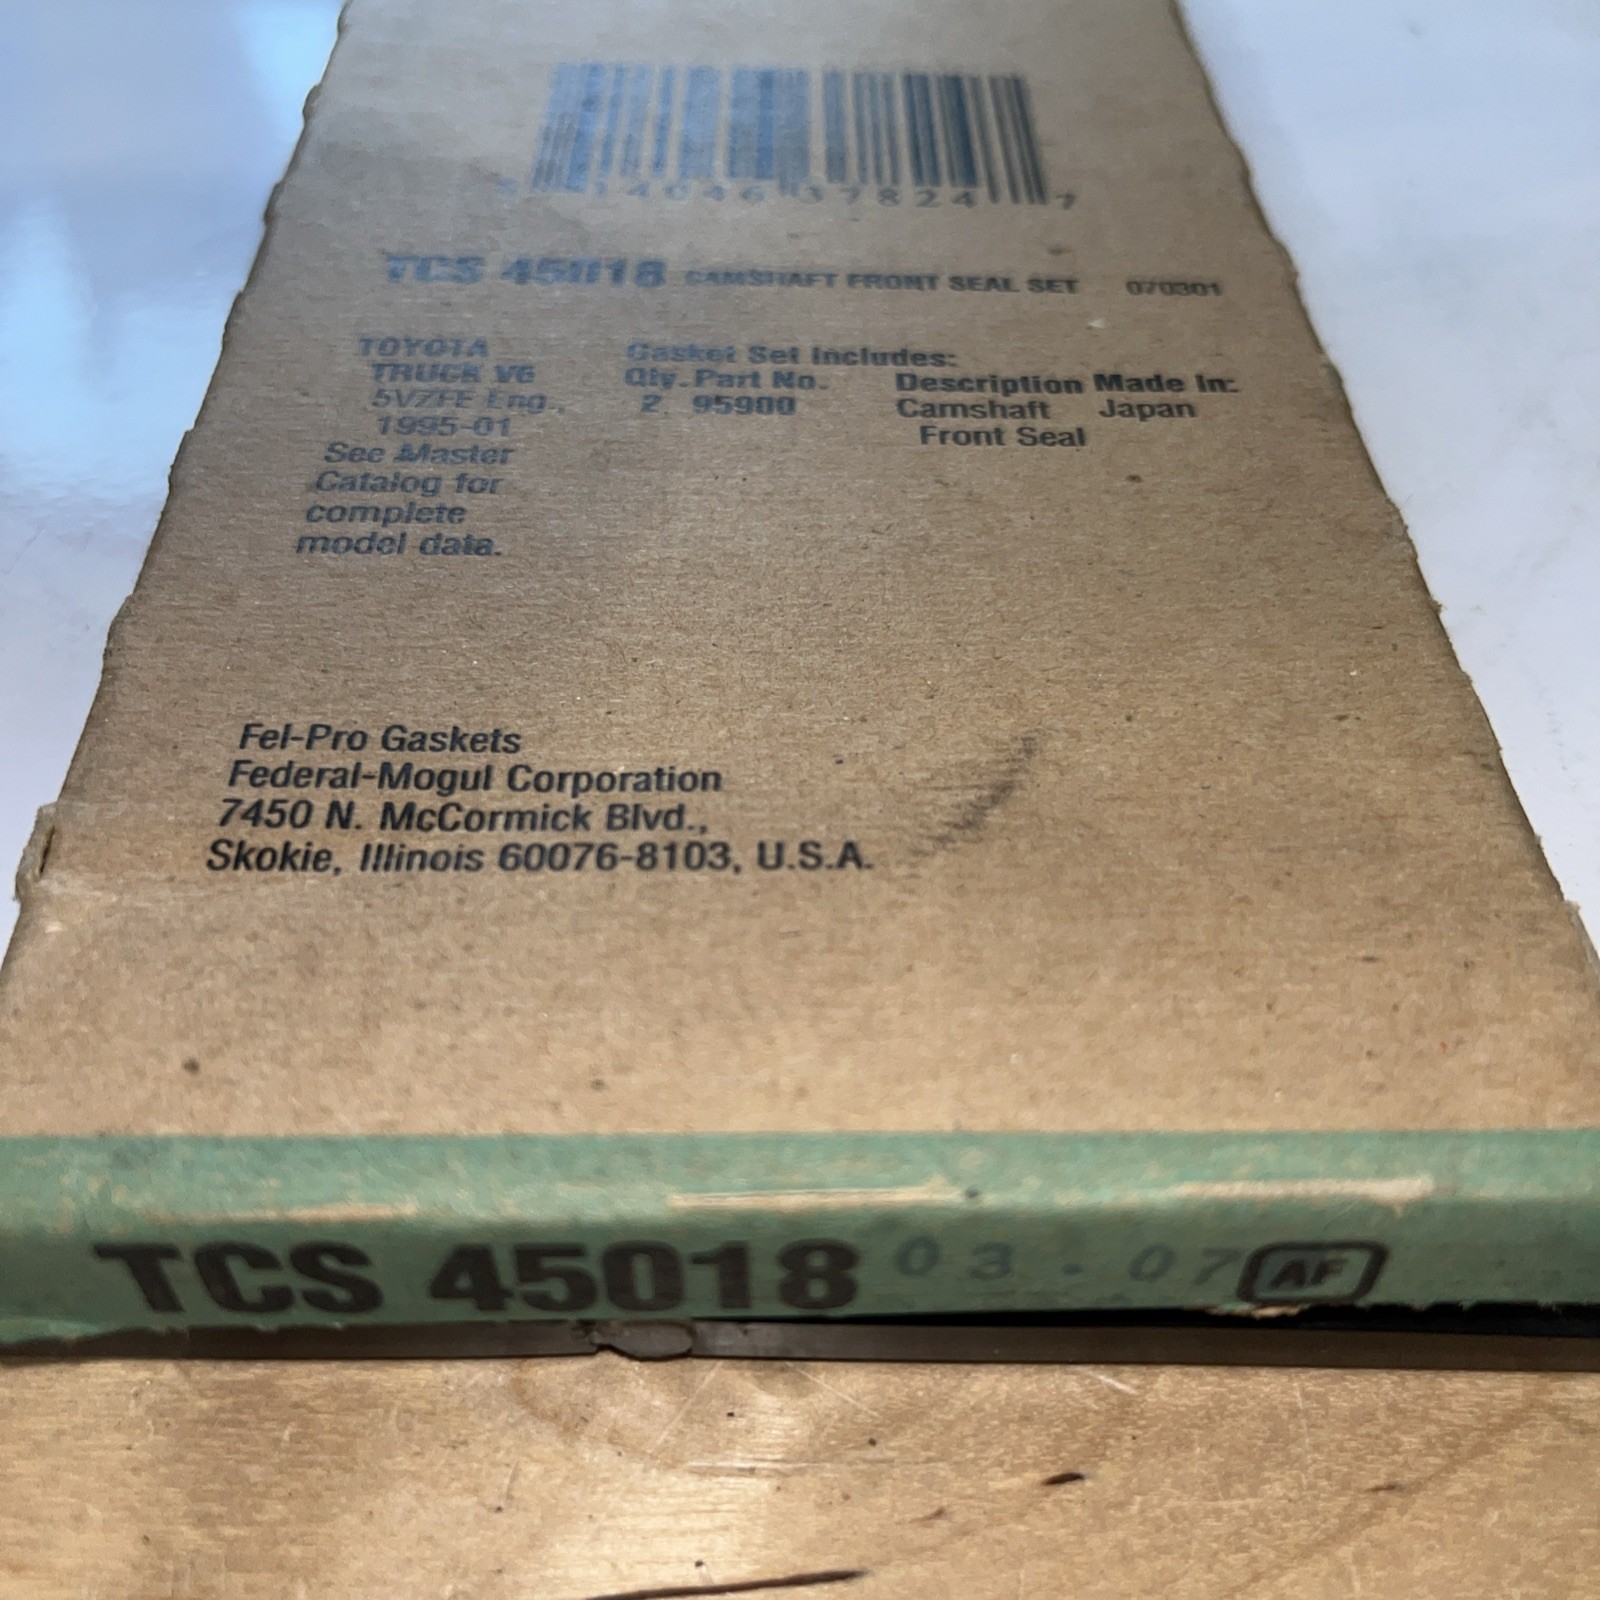 14046 37824 7
TCS 45018 CAMSHAFT FRONT SEAL SET 070301
TOYOTA
TRUCK V6
5VZFE Eng.,
1995-01
See Master
Catalog for
complete
model data.
Gasket Set Includes:
Qty. Part No. Description Made In:
2 95900 Camshaft Japan
Front Seal
Fel-Pro Gaskets
Federal-Mogul Corporation
7450 N. McCormick Blvd.,
Skokie, Illinois 60076-8103, U.S.A.
TCS 45018 03.07 AF